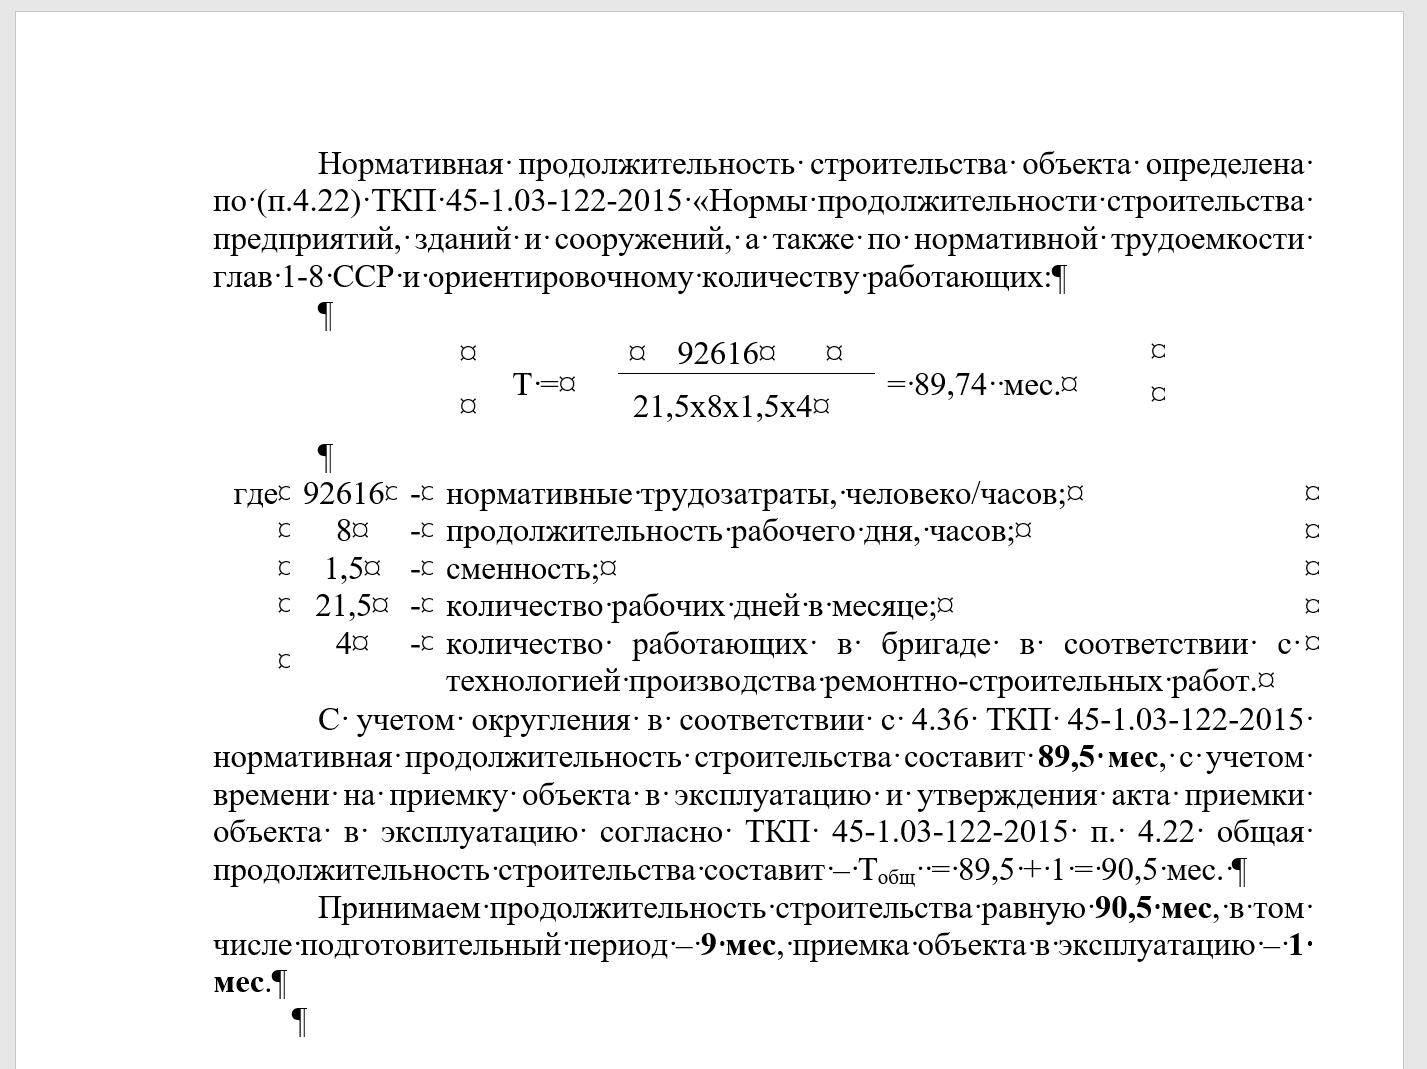 Нормативная продолжительность строительства объекта определена
по (п.4.22) ТКП 45-1.03-122-2015 «Нормы продолжительности строительства
предприятий, зданий и сооружений, а также по нормативной трудоемкости
глав 1-8 ССР и ориентировочному количеству работающих:
92616
Т = = 89,74 мес.
21,5х8х1,5х4
где 92616 - нормативные трудозатраты, человеко/часов;
8 - продолжительность рабочего дня, часов;
1,5 - сменность;
21,5 - количество рабочих дней в месяце;
4 - количество работающих в бригаде в соответствии с
технологией производства ремонтно-строительных работ.
С учетом округления в соответствии с 4.36 ТКП 45-1.03-122-2015
нормативная продолжительность строительства составит 89,5 мес, с учетом
времени на приемку объекта в эксплуатацию и утверждения акта приемки
объекта в эксплуатацию согласно ТКП 45-1.03-122-2015 п. 4.22 общая
продолжительность строительства составит – Тобщ = 89,5 + 1 = 90,5 мес.
Принимаем продолжительность строительства равную 90,5 мес, в том
числе подготовительный период – 9 мес, приемка объекта в эксплуатацию – 1
мес.